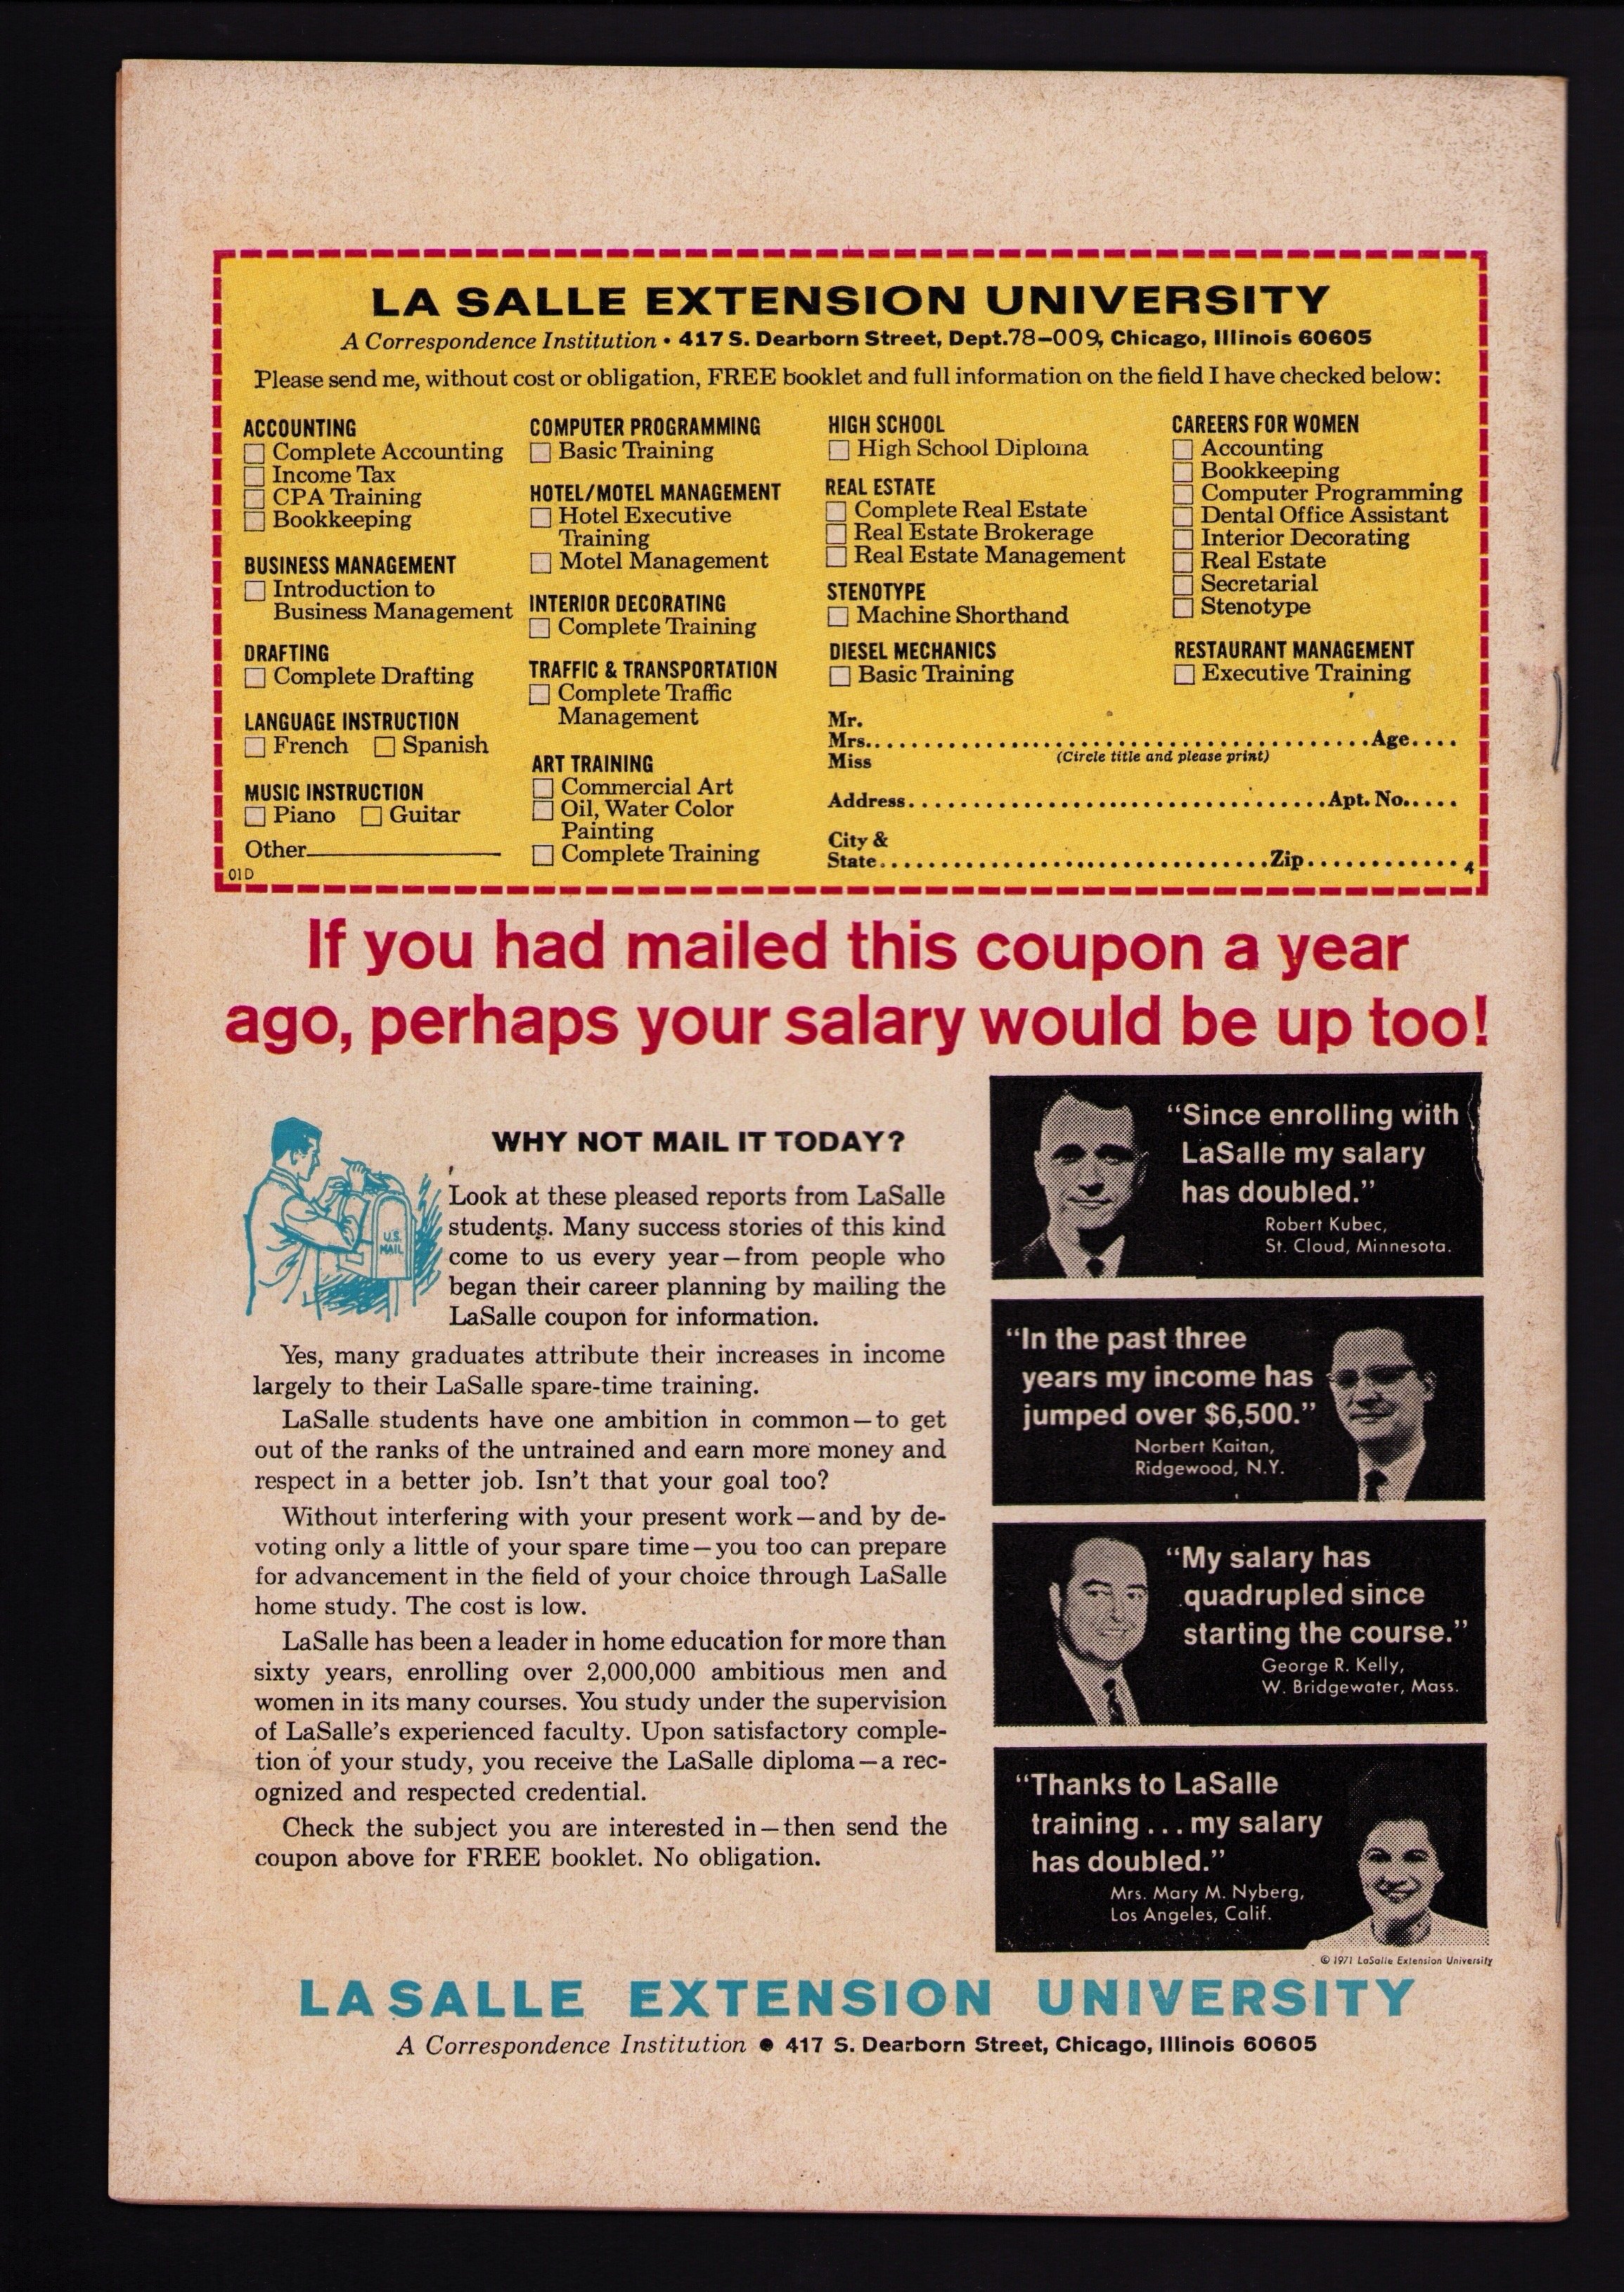 LA SALLE EXTENSION UNIVERSITY
A Correspondence Institution • 417 S. Dearborn Street, Dept.78-009, Chicago, Illinois 60605
Please send me, without cost or obligation, FREE booklet and full information on the field I have checked below:
ACCOUNTING
Complete Accounting
Income Tax
CPA Training
Bookkeeping
BUSINESS MANAGEMENT
Introduction to
Business Management
DRAFTING
Complete Drafting
LANGUAGE INSTRUCTION
French Spanish
MUSIC INSTRUCTION
Piano Guitar
Other
01D
COMPUTER PROGRAMMING
Basic Training
HOTEL/MOTEL MANAGEMENT
Hotel Executive
Training
Motel Management
INTERIOR DECORATING
Complete Training
TRAFFIC & TRANSPORTATION
Complete Traffic
Management
ART TRAINING
Commercial Art
Oil, Water Color
Painting
Complete Training
HIGH SCHOOL
High School Diploma
REAL ESTATE
Complete Real Estate
Real Estate Brokerage
Real Estate Management
STENOTYPE
Machine Shorthand
DIESEL MECHANICS
Basic Training
CAREERS FOR WOMEN
Accounting
Bookkeeping
Computer Programming
Dental Office Assistant
Interior Decorating
Real Estate
Secretarial
Stenotype
RESTAURANT MANAGEMENT
Executive Training
Mr.
Mrs. Age
Miss (Circle title and please print)
Address Apt. No.
City &
State Zip
4
If you had mailed this coupon a year
ago, perhaps your salary would be up too!
WHY NOT MAIL IT TODAY?
U.S.
MAIL
Look at these pleased reports from LaSalle
students. Many success stories of this kind
come to us every year—from people who
began their career planning by mailing the
LaSalle coupon for information.
Yes, many graduates attribute their increases in income
largely to their LaSalle spare-time training.
LaSalle students have one ambition in common—to get
out of the ranks of the untrained and earn more money and
respect in a better job. Isn't that your goal too?
Without interfering with your present work—and by de-
voting only a little of your spare time—you too can prepare
for advancement in the field of your choice through LaSalle
home study. The cost is low.
LaSalle has been a leader in home education for more than
sixty years, enrolling over 2,000,000 ambitious men and
women in its many courses. You study under the supervision
of LaSalle's experienced faculty. Upon satisfactory comple-
tion of your study, you receive the LaSalle diploma—a rec-
ognized and respected credential.
Check the subject you are interested in—then send the
coupon above for FREE booklet. No obligation.
"Since enrolling with
LaSalle my salary
has doubled."
Robert Kubec,
St. Cloud, Minnesota.
"In the past three
years my income has
jumped over $6,500."
Norbert Kaitan,
Ridgewood, N.Y.
"My salary has
quadrupled since
starting the course."
George R. Kelly,
W. Bridgewater, Mass.
"Thanks to LaSalle
training . . . my salary
has doubled."
Mrs. Mary M. Nyberg,
Los Angeles, Calif.
© 1971 LaSalle Extension University
LASALLE EXTENSION UNIVERSITY
A Correspondence Institution • 417 S. Dearborn Street, Chicago, Illinois 60605